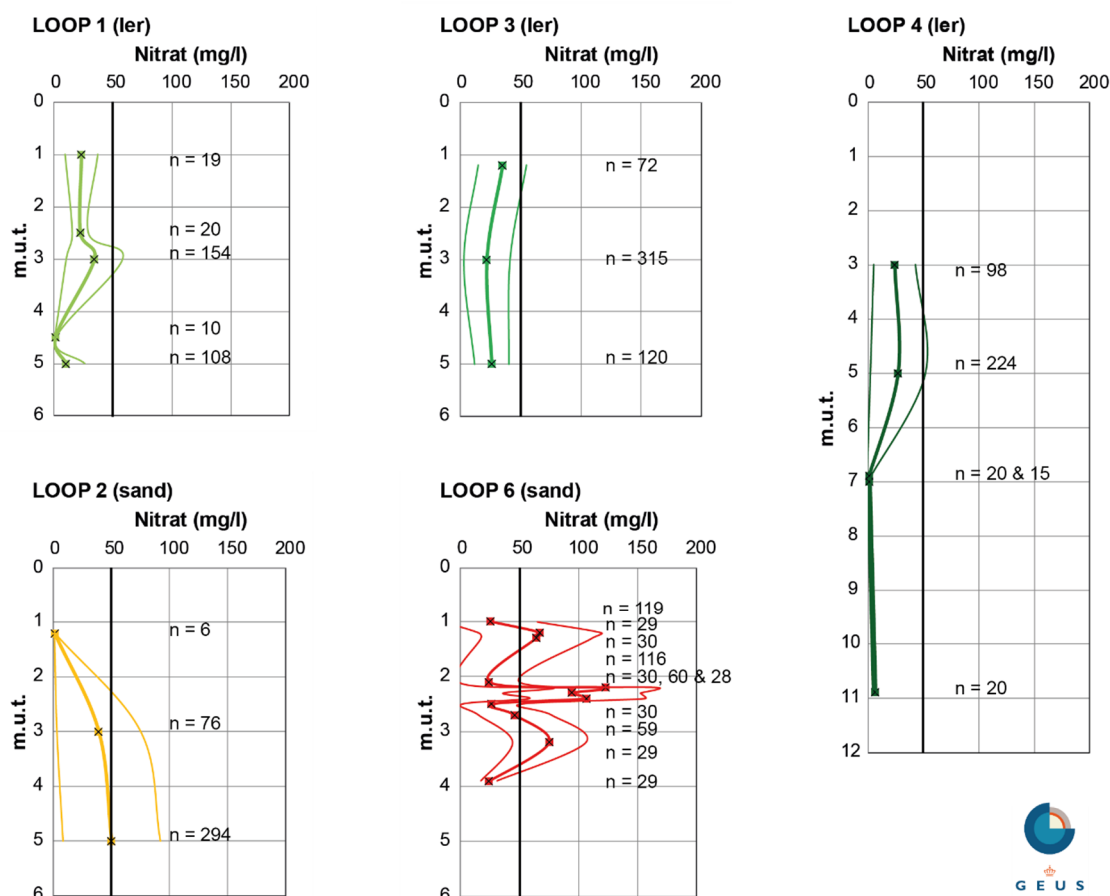 LOOP 1 (ler)
Nitrat (mg/l)
0 50 100 150 200
0
1
2
3
4
5
6
m.u.t.
n = 19
n = 20
n = 154
n = 10
n = 108
LOOP 3 (ler)
Nitrat (mg/l)
0 50 100 150 200
0
1
2
3
4
5
6
m.u.t.
n = 72
n = 315
n = 120
LOOP 4 (ler)
Nitrat (mg/l)
0 50 100 150 200
0
1
2
3
4
5
6
7
8
9
10
11
12
m.u.t.
n = 98
n = 224
n = 20 & 15
n = 20
LOOP 2 (sand)
Nitrat (mg/l)
0 50 100 150 200
0
1
2
3
4
5
6
m.u.t.
n = 6
n = 76
n = 294
LOOP 6 (sand)
Nitrat (mg/l)
0 50 100 150 200
0
1
2
3
4
5
6
m.u.t.
n = 119
n = 29
n = 30
n = 116
n = 30, 60 & 28
n = 30
n = 59
n = 29
n = 29
G E U S